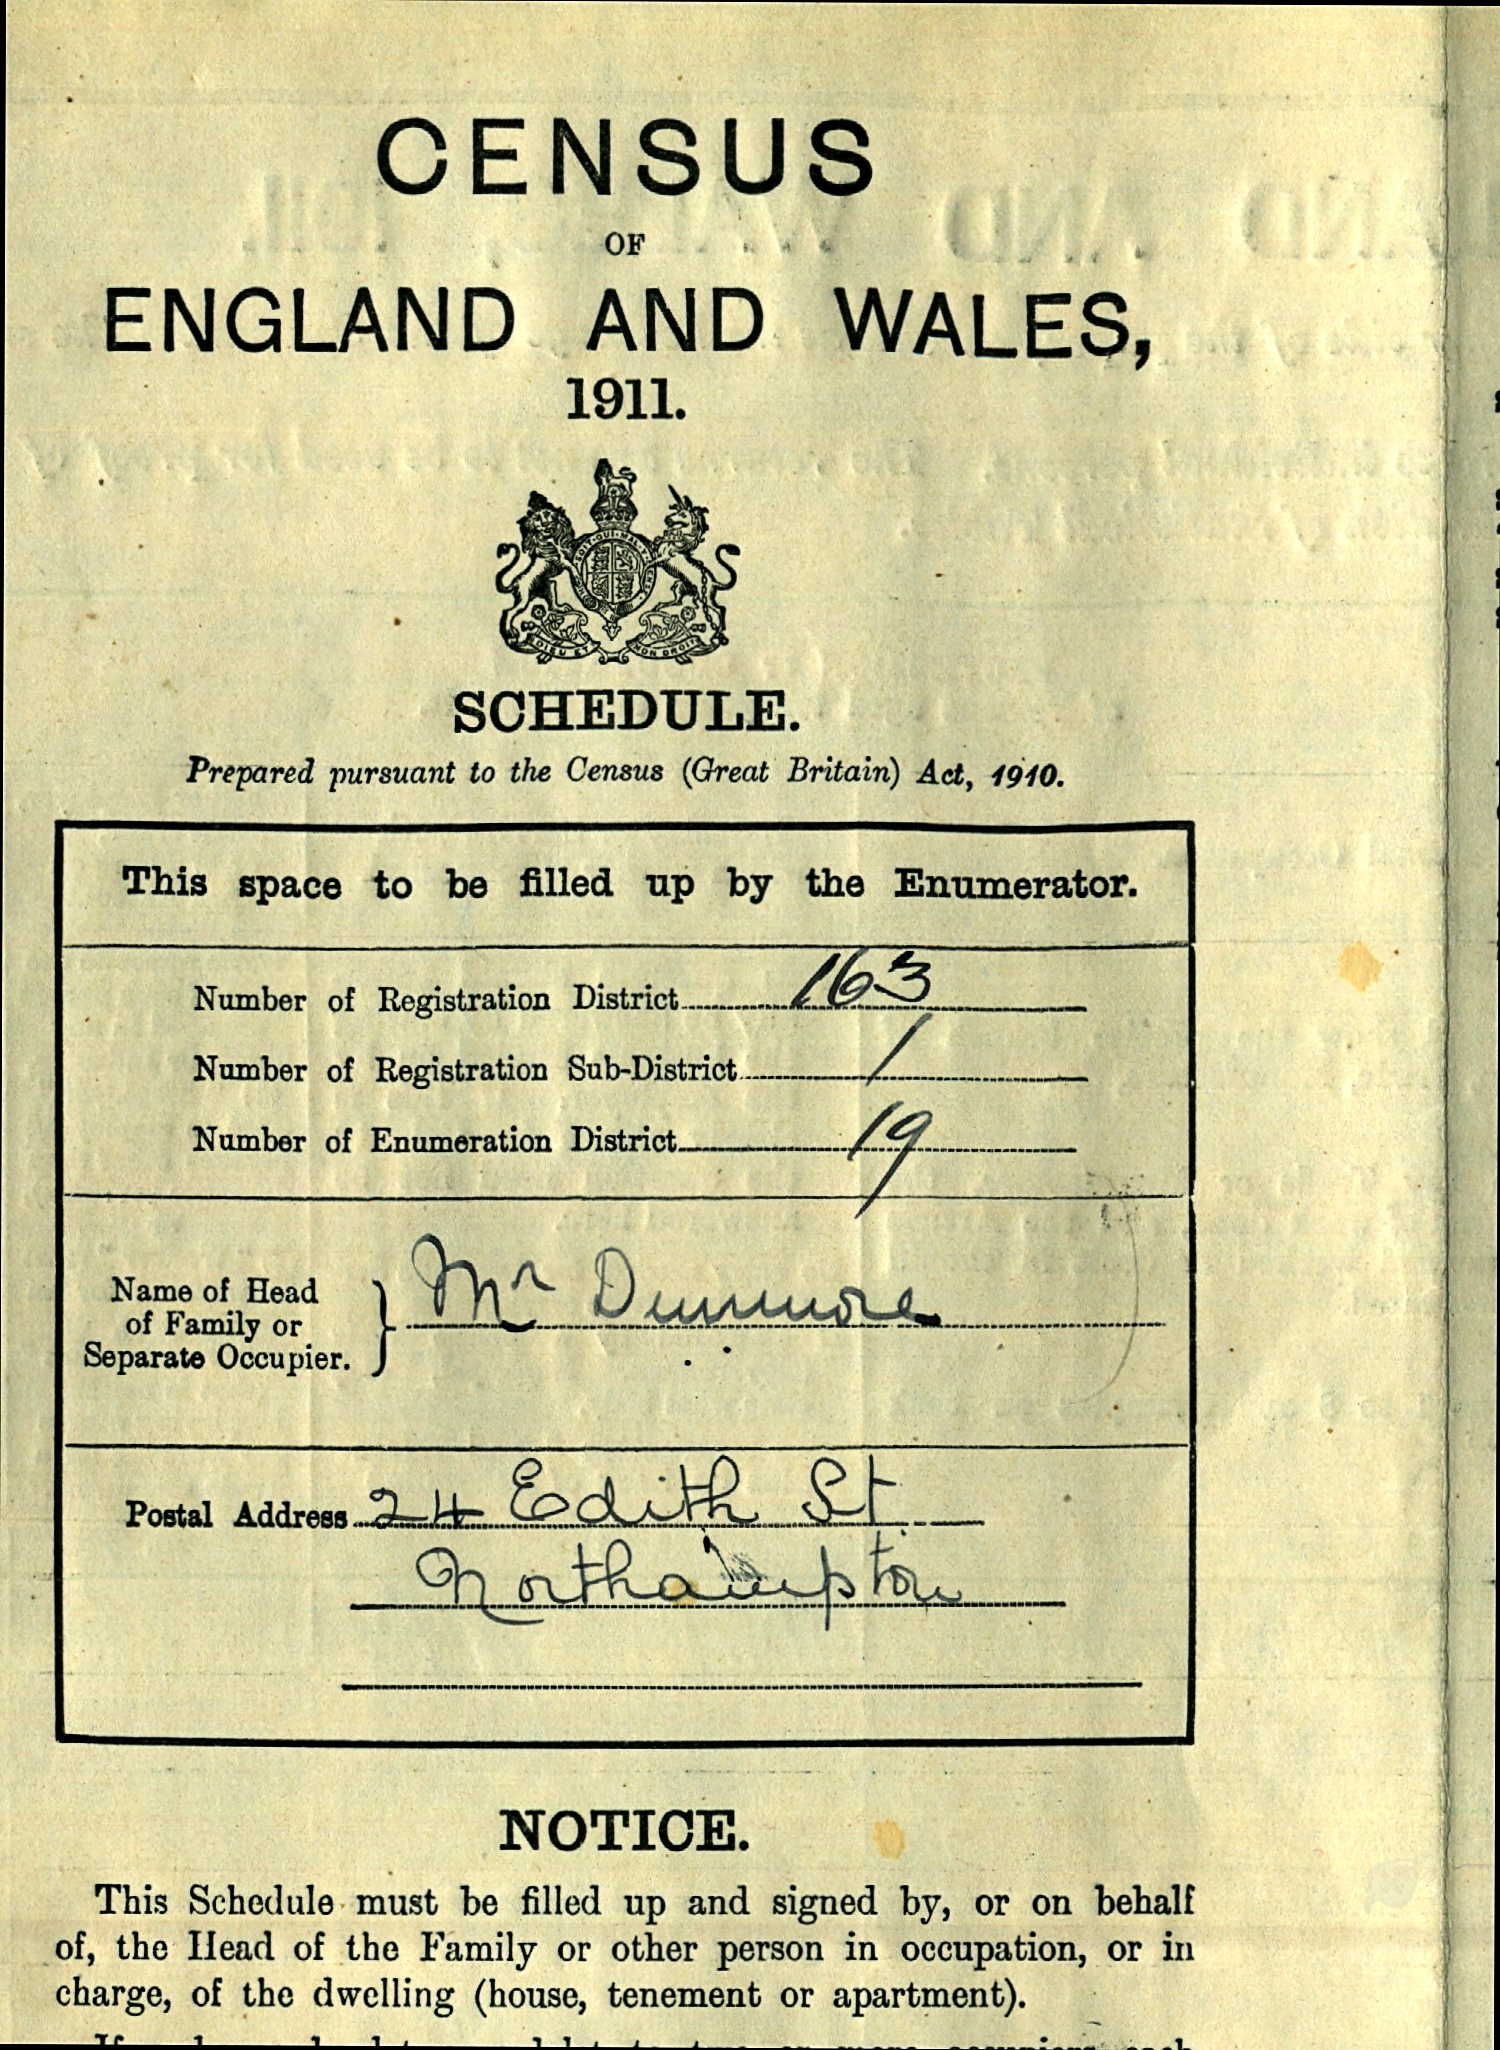 CENSUS
OF
ENGLAND AND WALES,
1911.
SCHEDULE.
Prepared pursuant to the Census (Great Britain) Act, 1910.
This space to be filled up by the Enumerator.
Number of Registration District 163
Number of Registration Sub-District 1
Number of Enumeration District 19
Name of Head
of Family or
Separate Occupier. } Mr Dunmore
Postal Address 24 Edith St
Northampton
NOTICE.
This Schedule must be filled up and signed by, or on behalf
of, the Head of the Family or other person in occupation, or in
charge, of the dwelling (house, tenement or apartment).